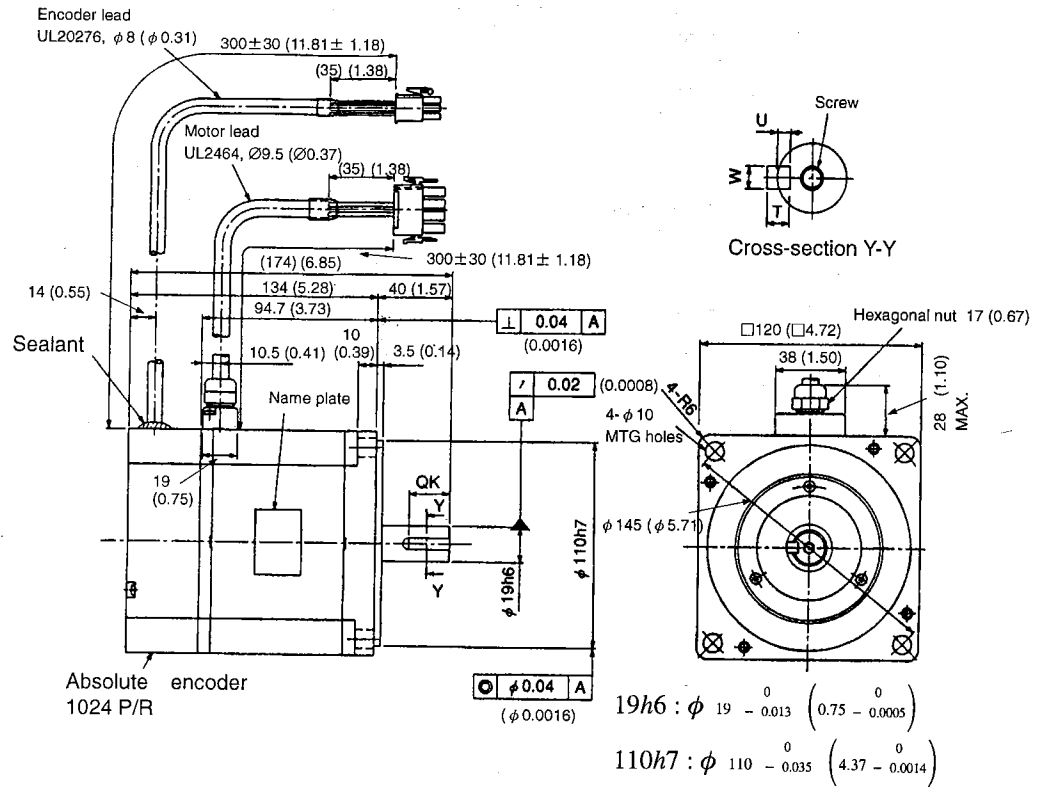 Encoder lead
UL20276, φ8 (φ0.31)
300±30 (11.81± 1.18)
(35) (1.38)
Motor lead
UL2464, Ø9.5 (Ø0.37)
(35) (1.38)
300±30 (11.81± 1.18)
(174) (6.85)
134 (5.28)
40 (1.57)
14 (0.55)
94.7 (3.73)
⊥ 0.04 A
(0.0016)
Sealant
10.5 (0.41)
10
(0.39)
3.5 (0.14)
0.02
(0.0008)
A
Name plate
19
(0.75)
QK
Y
Y
φ19h6
φ110h7
Absolute encoder
1024 P/R
◎ φ0.04 A
(φ0.0016)
Screw
U
W
T
Cross-section Y-Y
□120 (□4.72)
Hexagonal nut 17 (0.67)
38 (1.50)
28 (1.10)
MAX.
4-R6
4-φ10
MTG holes
φ145 (φ5.71)
19h6 : φ 19 0 − 0.013 (0.75 0 − 0.0005)
110h7 : φ 110 0 − 0.035 (4.37 0 − 0.0014)